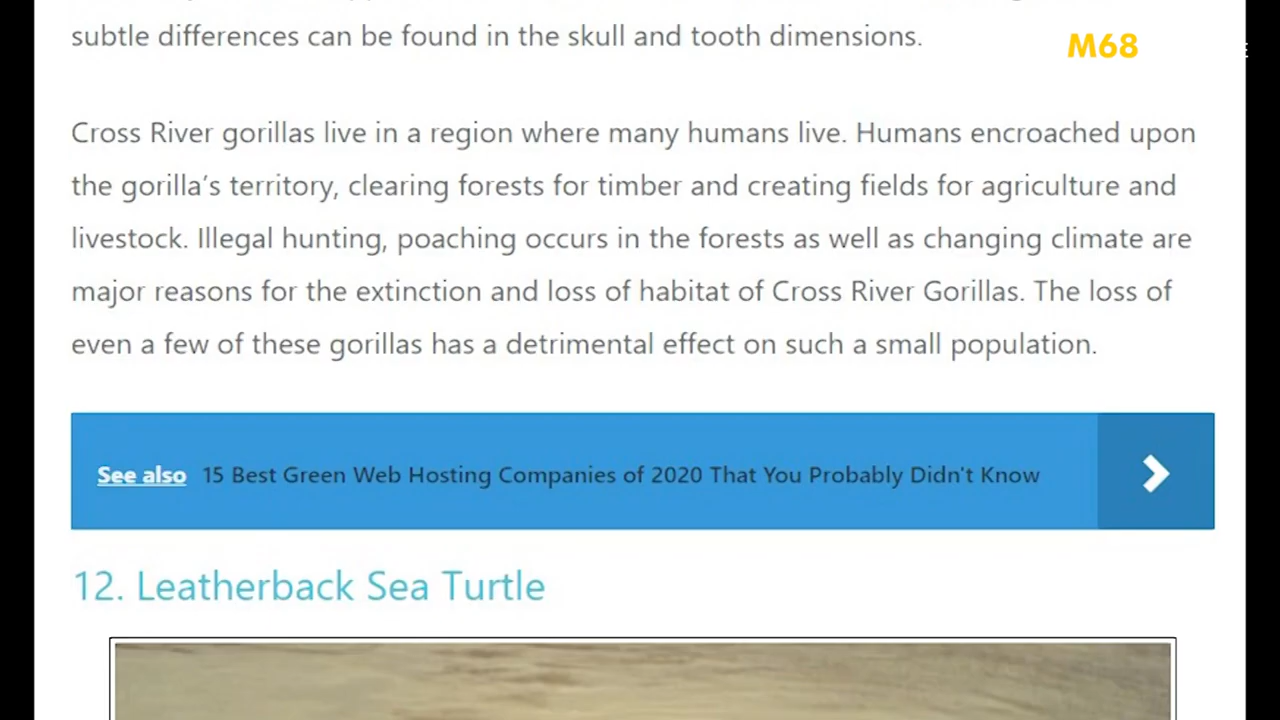 subtle differences can be found in the skull and tooth dimensions.
M68
Cross River gorillas live in a region where many humans live. Humans encroached upon
the gorilla’s territory, clearing forests for timber and creating fields for agriculture and
livestock. Illegal hunting, poaching occurs in the forests as well as changing climate are
major reasons for the extinction and loss of habitat of Cross River Gorillas. The loss of
even a few of these gorillas has a detrimental effect on such a small population.
See also 15 Best Green Web Hosting Companies of 2020 That You Probably Didn't Know
12. Leatherback Sea Turtle